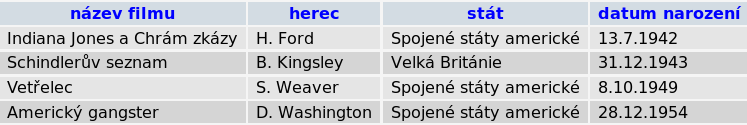 název filmu herec stát datum narození
Indiana Jones a Chrám zkázy H. Ford Spojené státy americké 13.7.1942
Schindlerův seznam B. Kingsley Velká Británie 31.12.1943
Vetřelec S. Weaver Spojené státy americké 8.10.1949
Americký gangster D. Washington Spojené státy americké 28.12.1954